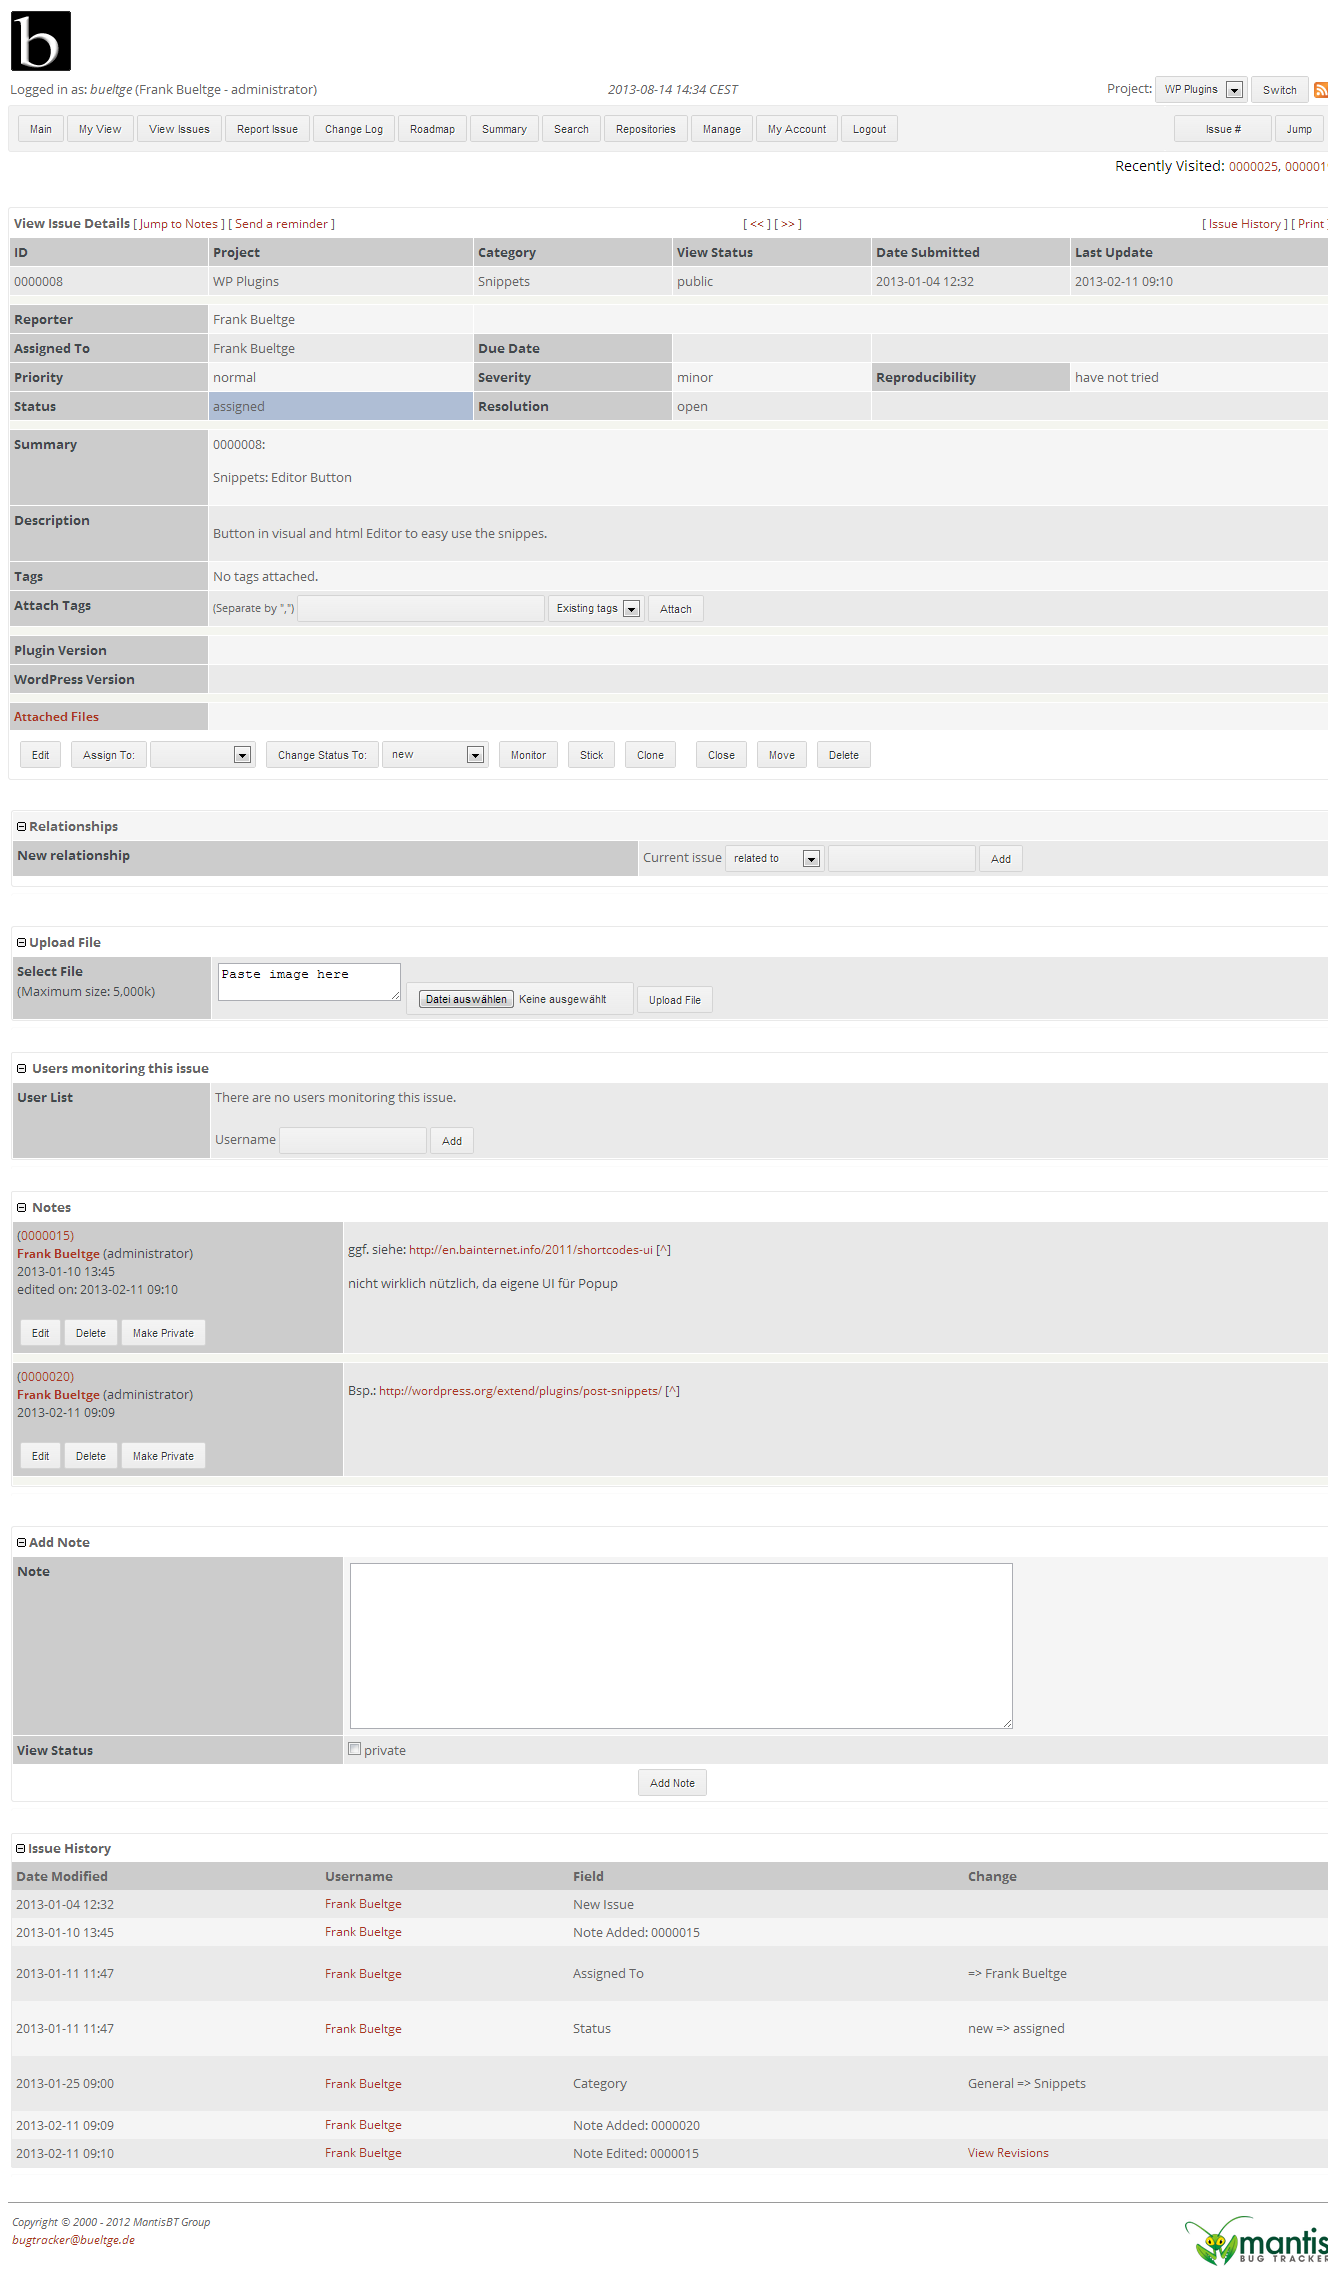 b
Logged in as: bueltge (Frank Bueltge - administrator) 2013-08-14 14:34 CEST Project: WP Plugins Switch
Main My View View Issues Report Issue Change Log Roadmap Summary Search Repositories Manage My Account Logout Issue # Jump
Recently Visited: 0000025, 000001
View Issue Details [ Jump to Notes ] [ Send a reminder ] [ << ] [ >> ] [ Issue History ] [ Print ]
ID Project Category View Status Date Submitted Last Update
0000008 WP Plugins Snippets public 2013-01-04 12:32 2013-02-11 09:10
Reporter Frank Bueltge
Assigned To Frank Bueltge Due Date
Priority normal Severity minor Reproducibility have not tried
Status assigned Resolution open
Summary 0000008:
Snippets: Editor Button
Description
Button in visual and html Editor to easy use the snippes.
Tags No tags attached.
Attach Tags (Separate by ",") Existing tags Attach
Plugin Version
WordPress Version
Attached Files
Edit Assign To: Change Status To: new Monitor Stick Clone Close Move Delete
Relationships
New relationship Current issue related to Add
Upload File
Select File Paste image here
(Maximum size: 5,000k) Datei auswählen Keine ausgewählt Upload File
Users monitoring this issue
User List There are no users monitoring this issue.
Username Add
Notes
(0000015)
Frank Bueltge (administrator) ggf. siehe: http://en.bainternet.info/2011/shortcodes-ui [^]
2013-01-10 13:45
edited on: 2013-02-11 09:10 nicht wirklich nützlich, da eigene UI für Popup
Edit Delete Make Private
(0000020)
Frank Bueltge (administrator) Bsp.: http://wordpress.org/extend/plugins/post-snippets/ [^]
2013-02-11 09:09
Edit Delete Make Private
Add Note
Note
View Status private
Add Note
Issue History
Date Modified Username Field Change
2013-01-04 12:32 Frank Bueltge New Issue
2013-01-10 13:45 Frank Bueltge Note Added: 0000015
2013-01-11 11:47 Frank Bueltge Assigned To => Frank Bueltge
2013-01-11 11:47 Frank Bueltge Status new => assigned
2013-01-25 09:00 Frank Bueltge Category General => Snippets
2013-02-11 09:09 Frank Bueltge Note Added: 0000020
2013-02-11 09:10 Frank Bueltge Note Edited: 0000015 View Revisions
Copyright © 2000 - 2012 MantisBT Group
bugtracker@bueltge.de
mantis
BUG TRACKER